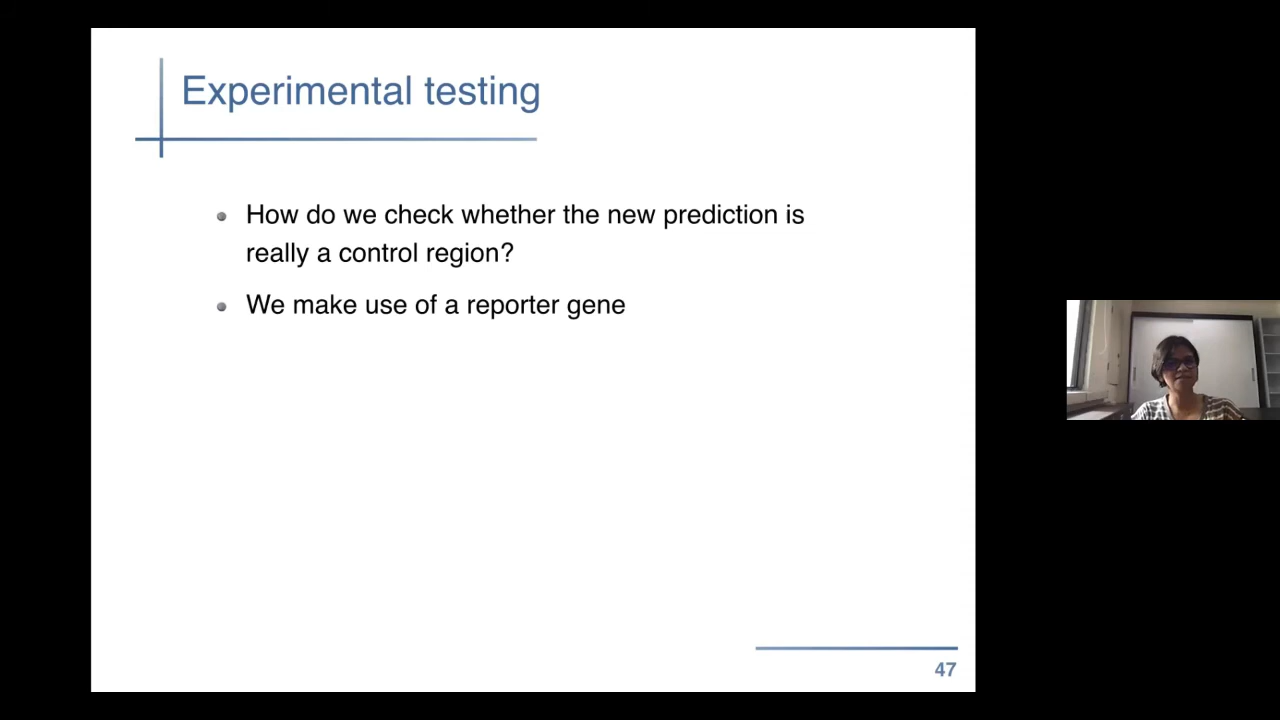 Experimental testing
How do we check whether the new prediction is
really a control region?
We make use of a reporter gene
47